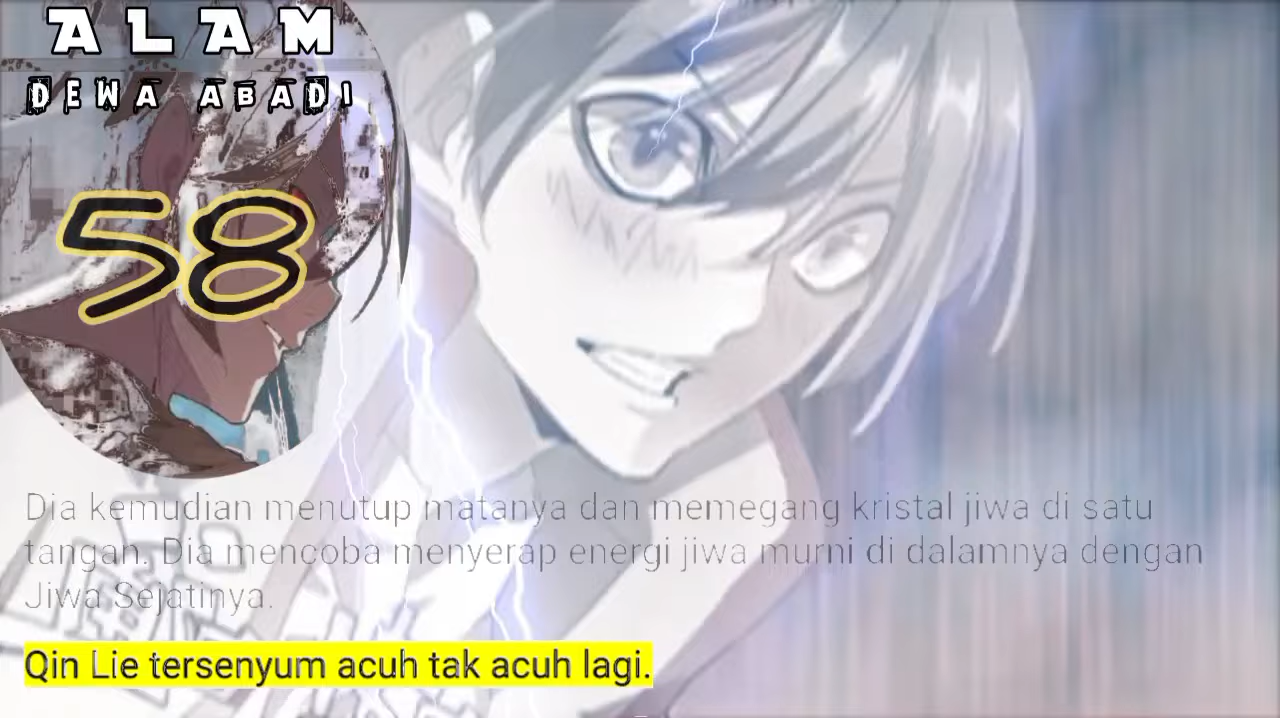 ALAM
DEWA ABADI
58
Dia kemudian menutup matanya dan memegang kristal jiwa di satu
tangan. Dia mencoba menyerap energi jiwa murni di dalamnya dengan
Jiwa Sejatinya.
Qin Lie tersenyum acuh tak acuh lagi.